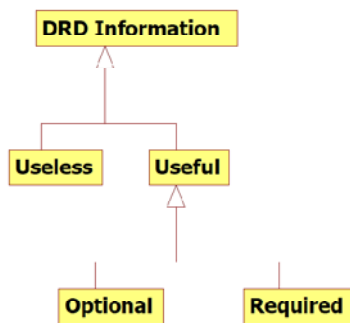 DRD Information
Useless
Useful
Optional
Required